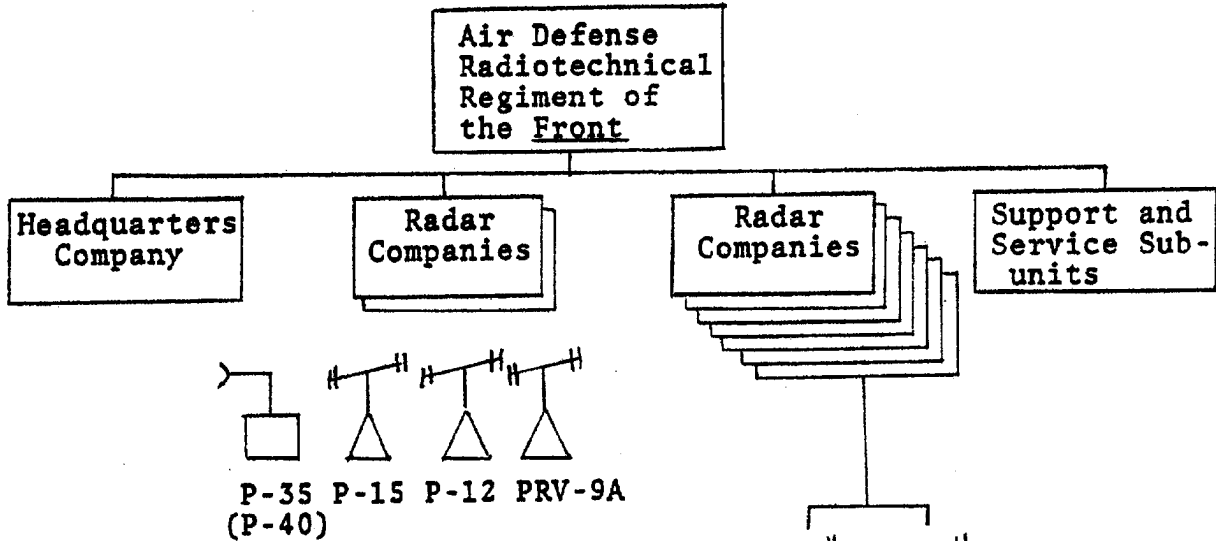 Air Defense
Radiotechnical
Regiment of
the Front
Headquarters
Company
Radar
Companies
Radar
Companies
Support and
Service Sub-
units
P-35 P-15 P-12 PRV-9A
(P-40)